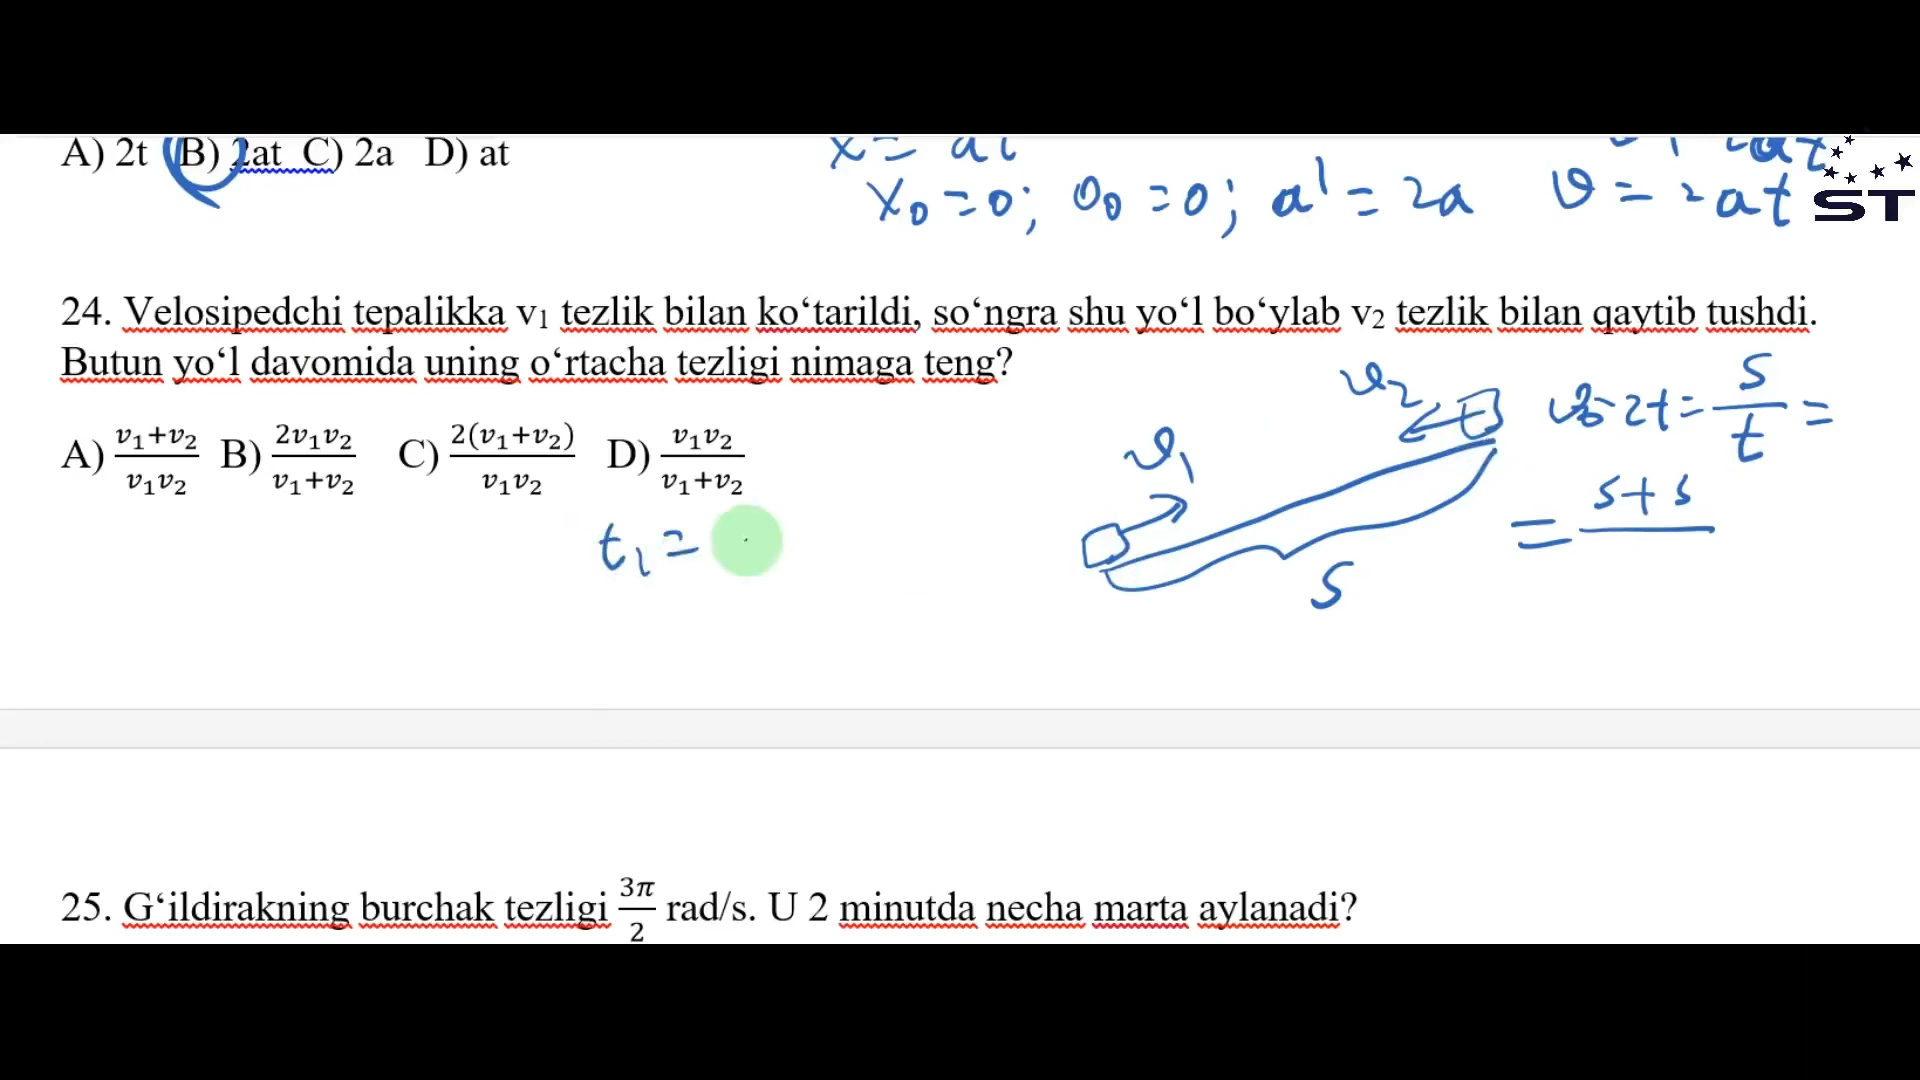 A) 2t B) 2at C) 2a D) at
x = at
x₀ = 0; υ₀ = 0; a' = 2a υ = 2at
ST
24. Velosipedchi tepalikka v₁ tezlik bilan ko‘tarildi, so‘ngra shu yo‘l bo‘ylab v₂ tezlik bilan qaytib tushdi.
Butun yo‘l davomida uning o‘rtacha tezligi nimaga teng?
A) (v₁+v₂)/(v₁v₂) B) (2v₁v₂)/(v₁+v₂) C) (2(v₁+v₂))/(v₁v₂) D) (v₁v₂)/(v₁+v₂)
υ₁ υ₂ S
= S/t =
= S+S
t₁ =
25. G‘ildirakning burchak tezligi 3π/2 rad/s. U 2 minutda necha marta aylanadi?